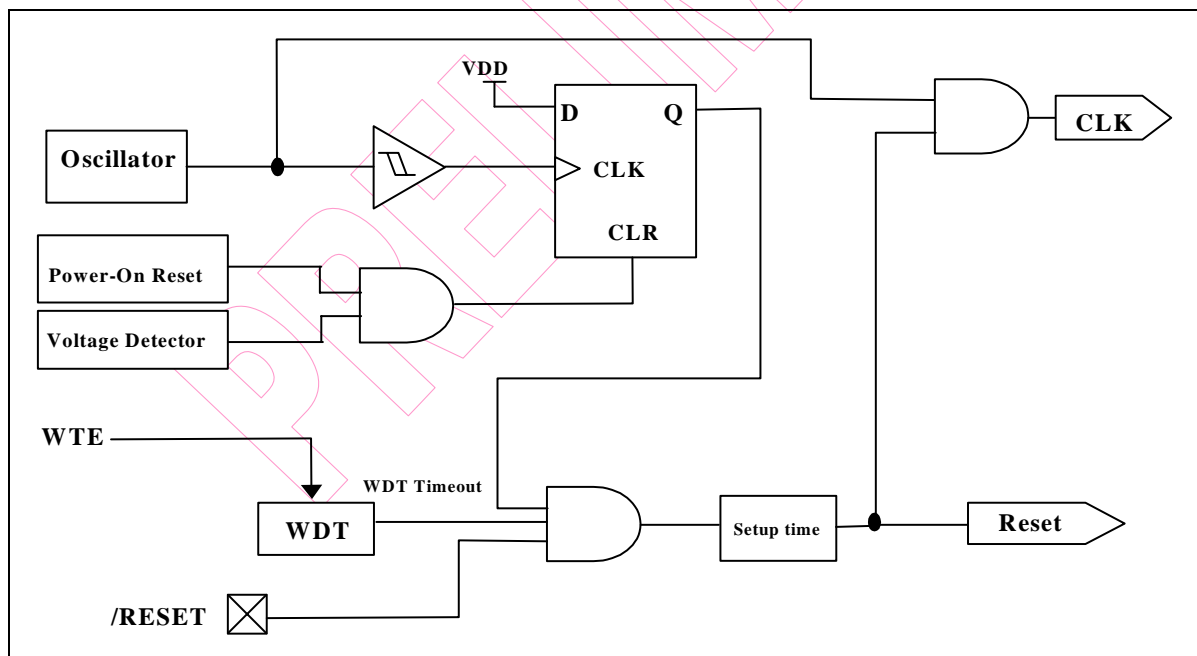 VDD
D
Q
CLK
Oscillator
CLK
CLR
Power-On Reset
Voltage Detector
WTE
WDT Timeout
WDT
Setup time
Reset
/RESET